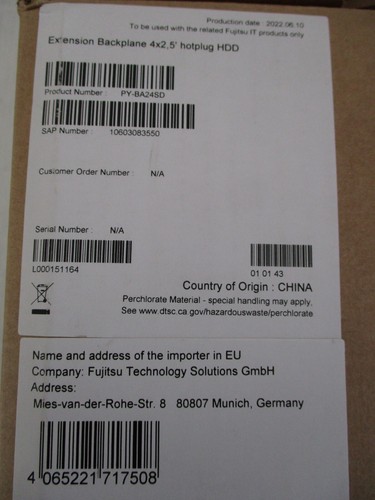 Production date 2022.06.10
To be used with the related Fujitsu IT products only
Extension Backplane 4x2,5' hotplug HDD
Product Number : PY-BA24SD
SAP Number : 10603083550
Customer Order Number : N/A
Serial Number : N/A
L000151164
01 01 43
Country of Origin : CHINA
Perchlorate Material - special handling may apply.
See www.dtsc.ca.gov/hazardouswaste/perchlorate
Name and address of the importer in EU
Company: Fujitsu Technology Solutions GmbH
Address:
Mies-van-der-Rohe-Str. 8 80807 Munich, Germany
4 065221 717508